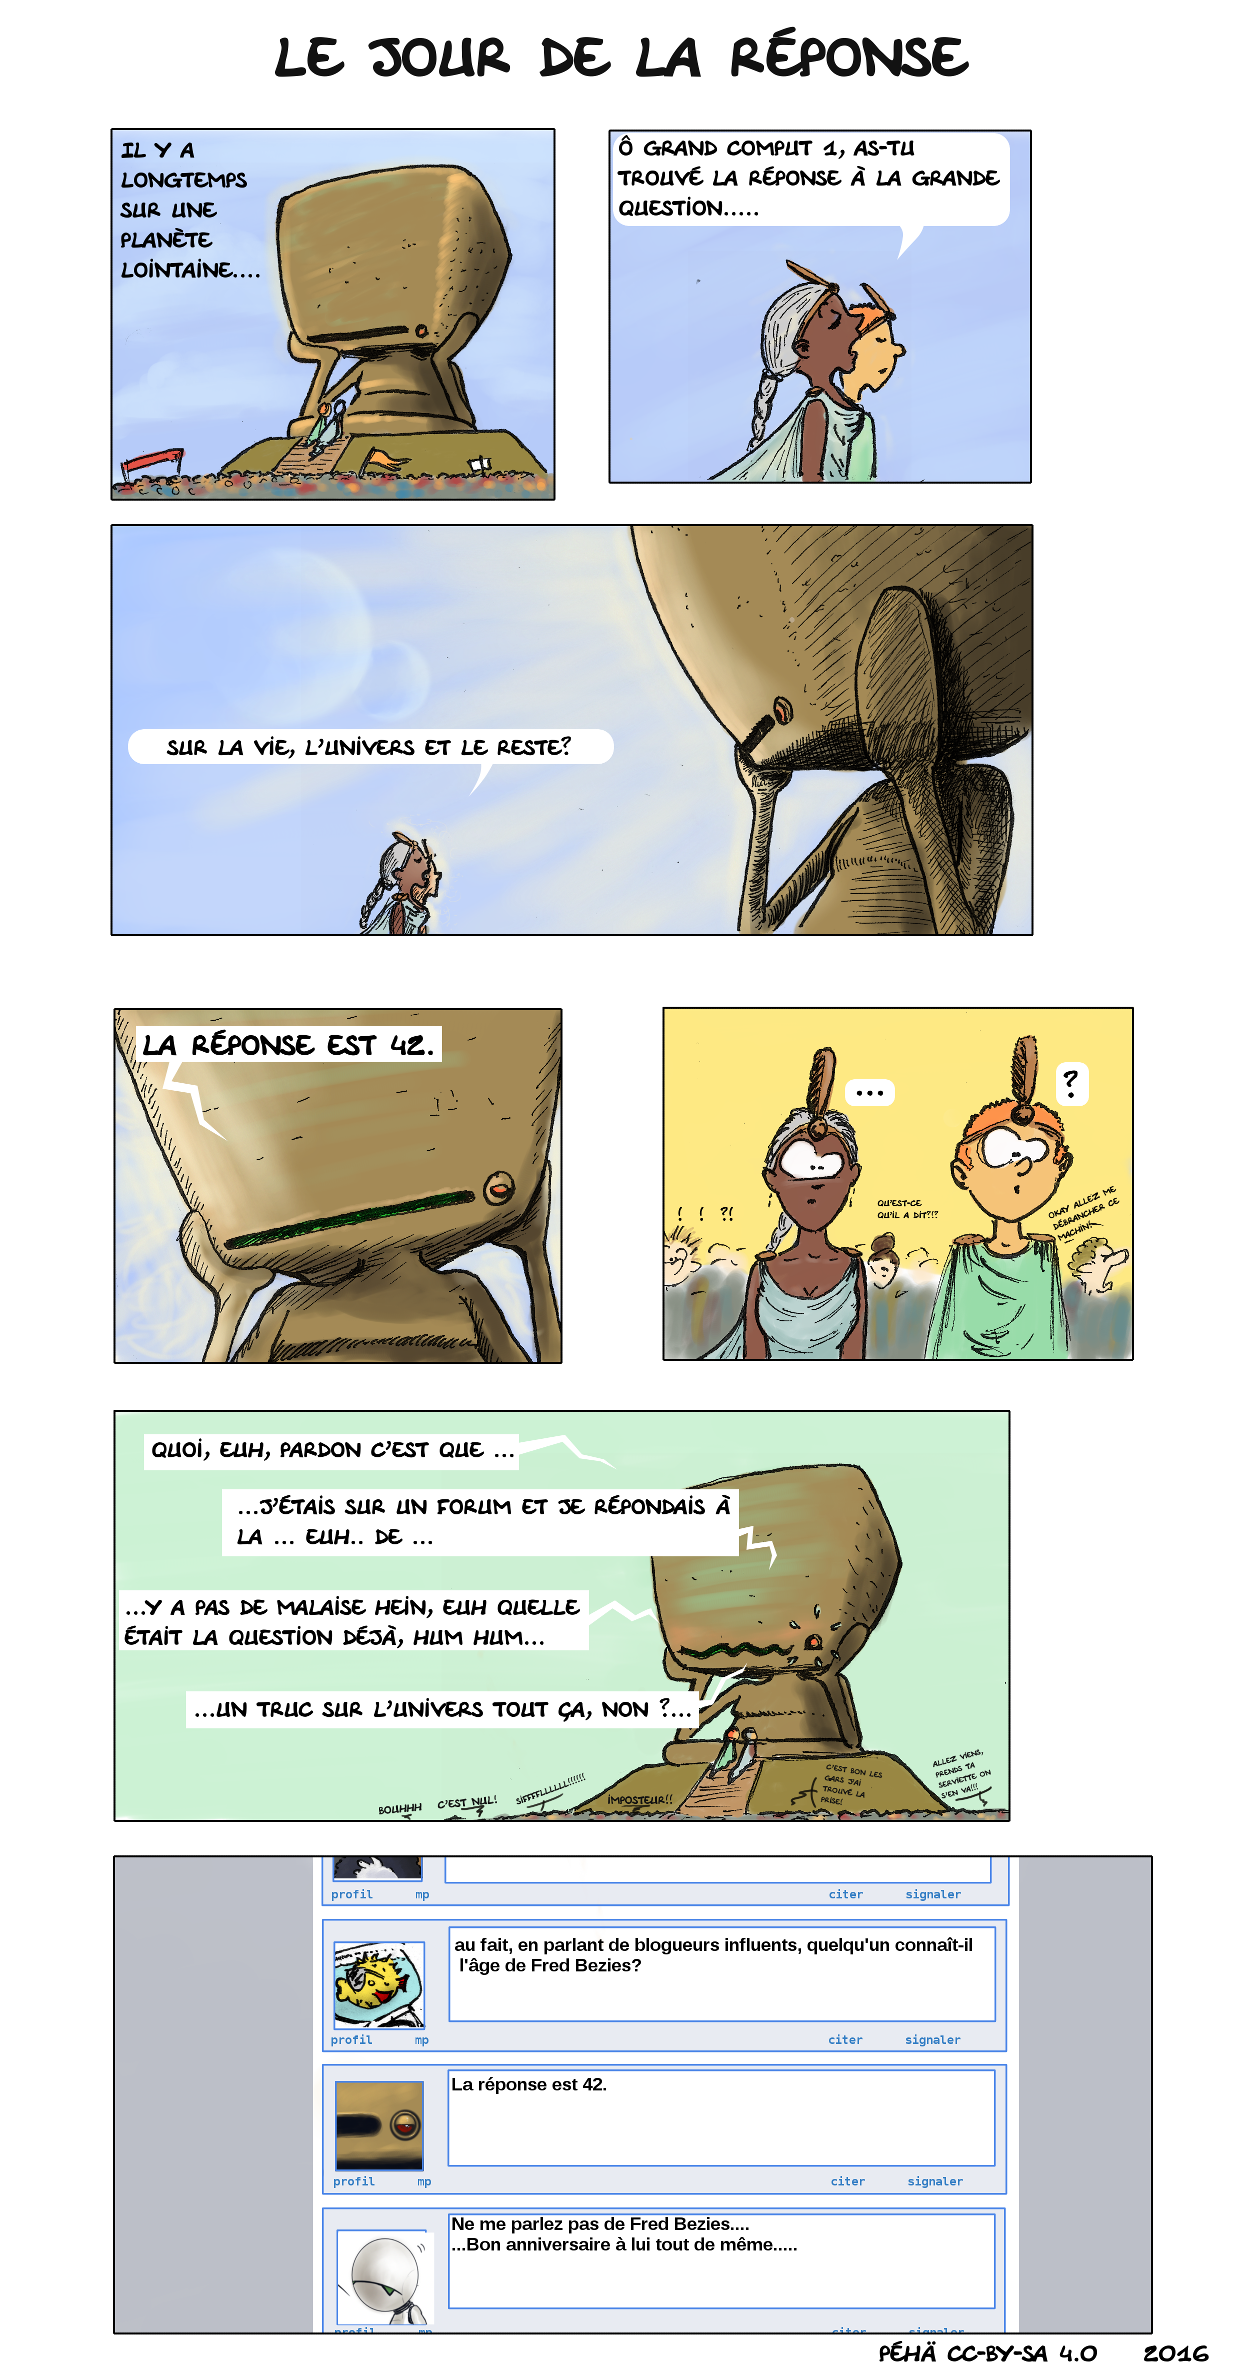 LE JOUR DE LA RÉPONSE
IL Y A
LONGTEMPS
SUR UNE
PLANÈTE
LOINTAINE....
Ô GRAND COMPUT 1, AS-TU
TROUVÉ LA RÉPONSE À LA GRANDE
QUESTION.....
SUR LA VIE, L'UNIVERS ET LE RESTE?
LA RÉPONSE EST 42.
...
?
! ! ?!
QU'EST-CE
QU'IL A DIT?!?
OKAY ALLEZ ME
DÉBRANCHER CE
MACHIN!
QUOI, EUH, PARDON C'EST QUE ...
...J'ÉTAIS SUR UN FORUM ET JE RÉPONDAIS À
LA ... EUH.. DE ...
...Y A PAS DE MALAISE HEIN, EUH QUELLE
ÉTAIT LA QUESTION DÉJÀ, HUM HUM...
...UN TRUC SUR L'UNIVERS TOUT ÇA, NON ?...
BOUHHH
C'EST NUL!
SIFFFFLLLLLL!!!!!!
IMPOSTEUR!!
C'EST BON LES
GARS J'AI
TROUVÉ LA
PRISE!
ALLEZ VIENS,
PRENDS TA
SERVIETTE ON
S'EN VA!!!
profil mp citer signaler
au fait, en parlant de blogueurs influents, quelqu'un connaît-il
l'âge de Fred Bezies?
profil mp citer signaler
La réponse est 42.
profil mp citer signaler
Ne me parlez pas de Fred Bezies....
...Bon anniversaire à lui tout de même.....
profil mp citer signaler
PÉHÄ CC-BY-SA 4.0 2016